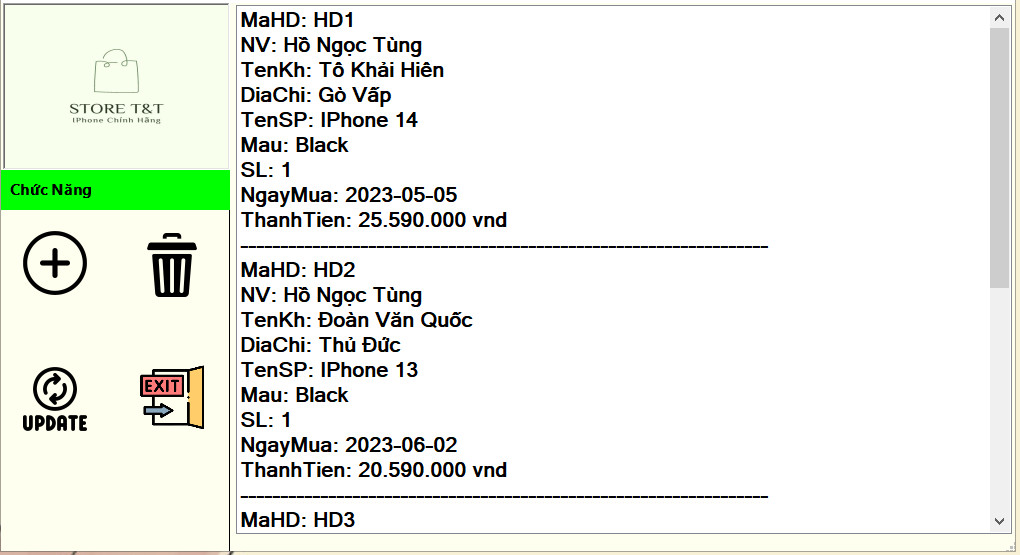 STORE T&T
IPhone Chính Hãng
Chức Năng
UPDATE
EXIT
MaHD: HD1
NV: Hồ Ngọc Tùng
TenKh: Tô Khải Hiên
DiaChi: Gò Vấp
TenSP: IPhone 14
Mau: Black
SL: 1
NgayMua: 2023-05-05
ThanhTien: 25.590.000 vnd
------------------------------------------------------------------
MaHD: HD2
NV: Hồ Ngọc Tùng
TenKh: Đoàn Văn Quốc
DiaChi: Thủ Đức
TenSP: IPhone 13
Mau: Black
SL: 1
NgayMua: 2023-06-02
ThanhTien: 20.590.000 vnd
------------------------------------------------------------------
MaHD: HD3